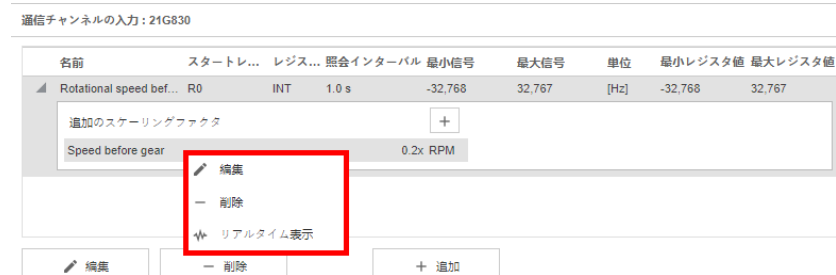 通信チャンネルの入力 : 21G830
名前 スタートレ... レジス... 照会インターバル 最小信号 最大信号 単位 最小レジスタ値 最大レジスタ値
Rotational speed bef... R0 INT 1.0 s -32,768 32,767 [Hz] -32,768 32,767
追加のスケーリングファクタ +
Speed before gear 0.2x RPM
編集
削除
リアルタイム表示
編集 削除 + 追加